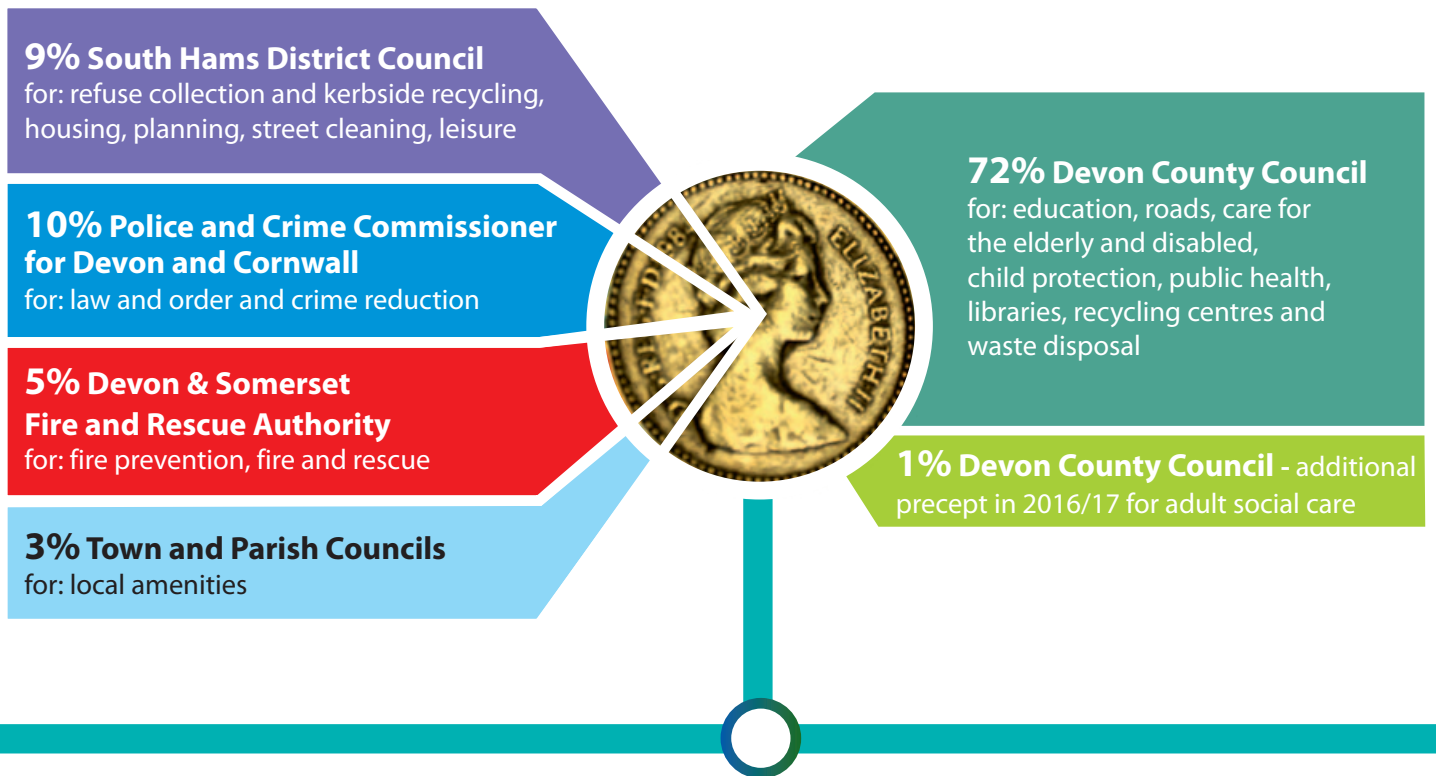 9% South Hams District Council
for: refuse collection and kerbside recycling,
housing, planning, street cleaning, leisure
10% Police and Crime Commissioner
for Devon and Cornwall
for: law and order and crime reduction
5% Devon & Somerset
Fire and Rescue Authority
for: fire prevention, fire and rescue
3% Town and Parish Councils
for: local amenities
ELIZABETH II
72% Devon County Council
for: education, roads, care for
the elderly and disabled,
child protection, public health,
libraries, recycling centres and
waste disposal
1% Devon County Council - additional
precept in 2016/17 for adult social care